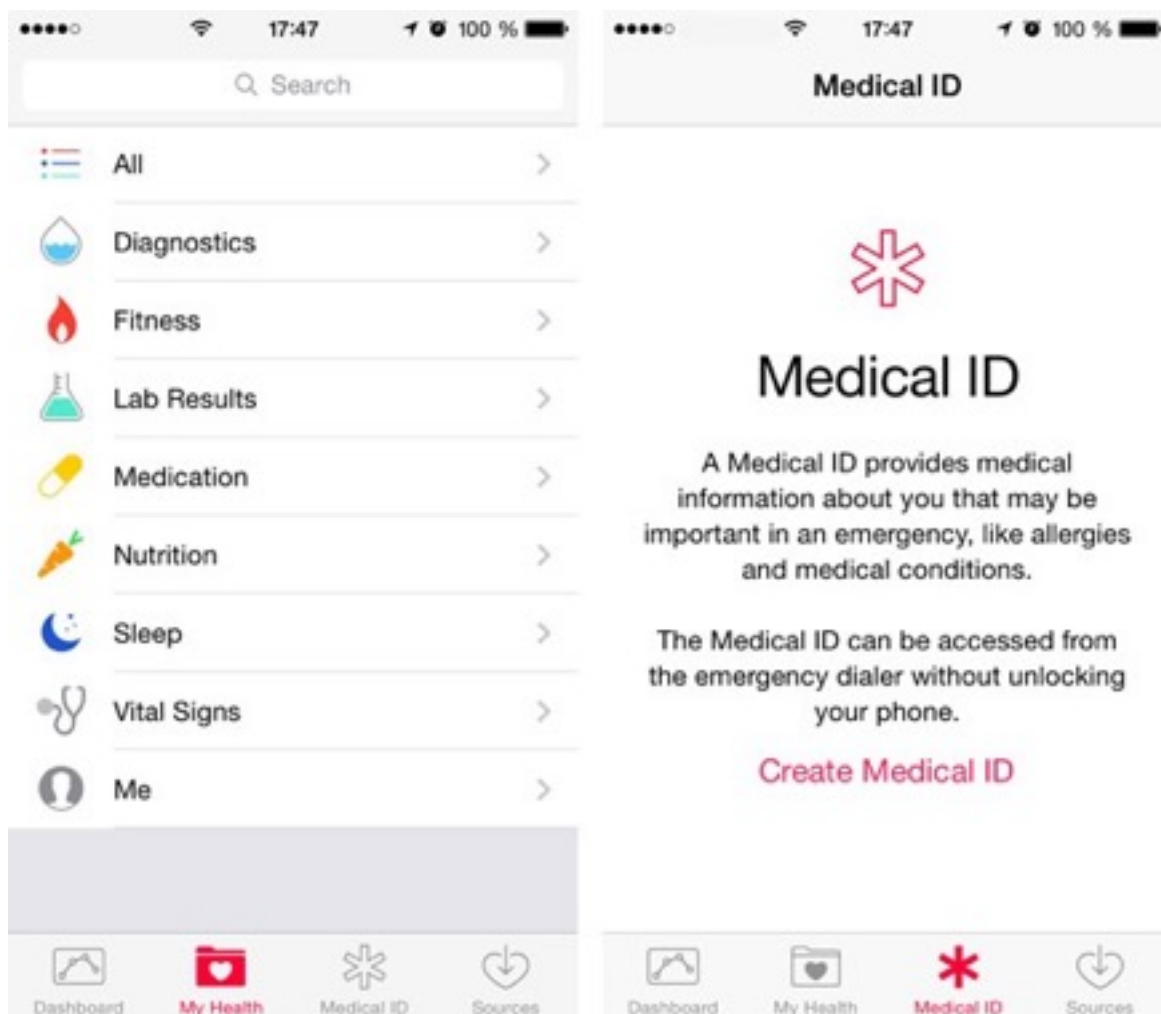 17:47 100 %
Search
All
Diagnostics
Fitness
Lab Results
Medication
Nutrition
Sleep
Vital Signs
Me
Dashboard My Health Medical ID Sources
17:47 100 %
Medical ID
Medical ID
A Medical ID provides medical
information about you that may be
important in an emergency, like allergies
and medical conditions.
The Medical ID can be accessed from
the emergency dialer without unlocking
your phone.
Create Medical ID
Dashboard My Health Medical ID Sources